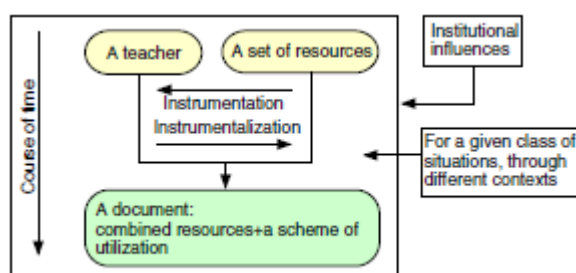 A teacher
A set of resources
Institutional
influences
Instrumentation
Instrumentalization
Course of time
For a given class of
situations, through
different contexts
A document:
combined resources+a scheme of
utilization